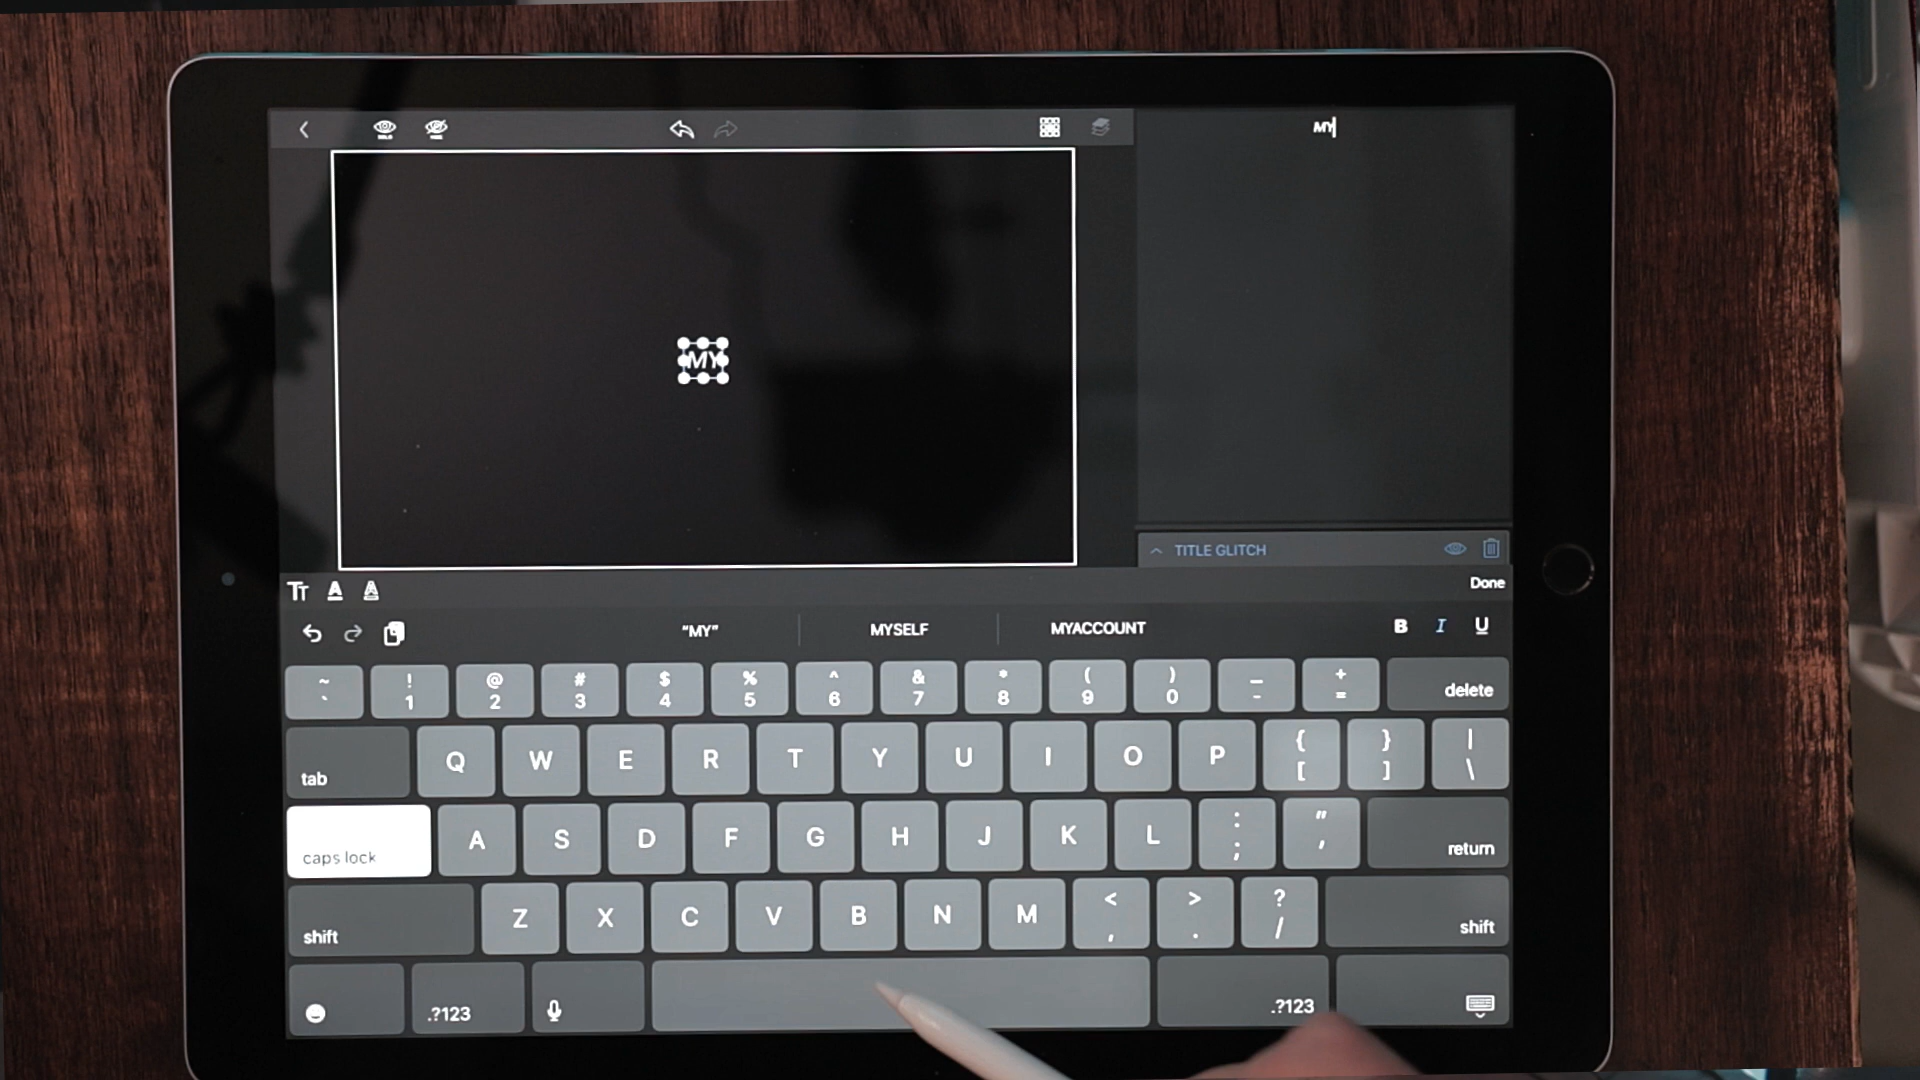 MY
MY
TITLE GLITCH
Done
"MY" MYSELF MYACCOUNT B I U
~ ! @ # $ % ^ & * ( ) _ +
` 1 2 3 4 5 6 7 8 9 0 - = delete
tab Q W E R T Y U I O P { [ } ] | \
caps lock A S D F G H J K L : ; " ' return
shift Z X C V B N M < , > . ? / shift
.?123 .?123